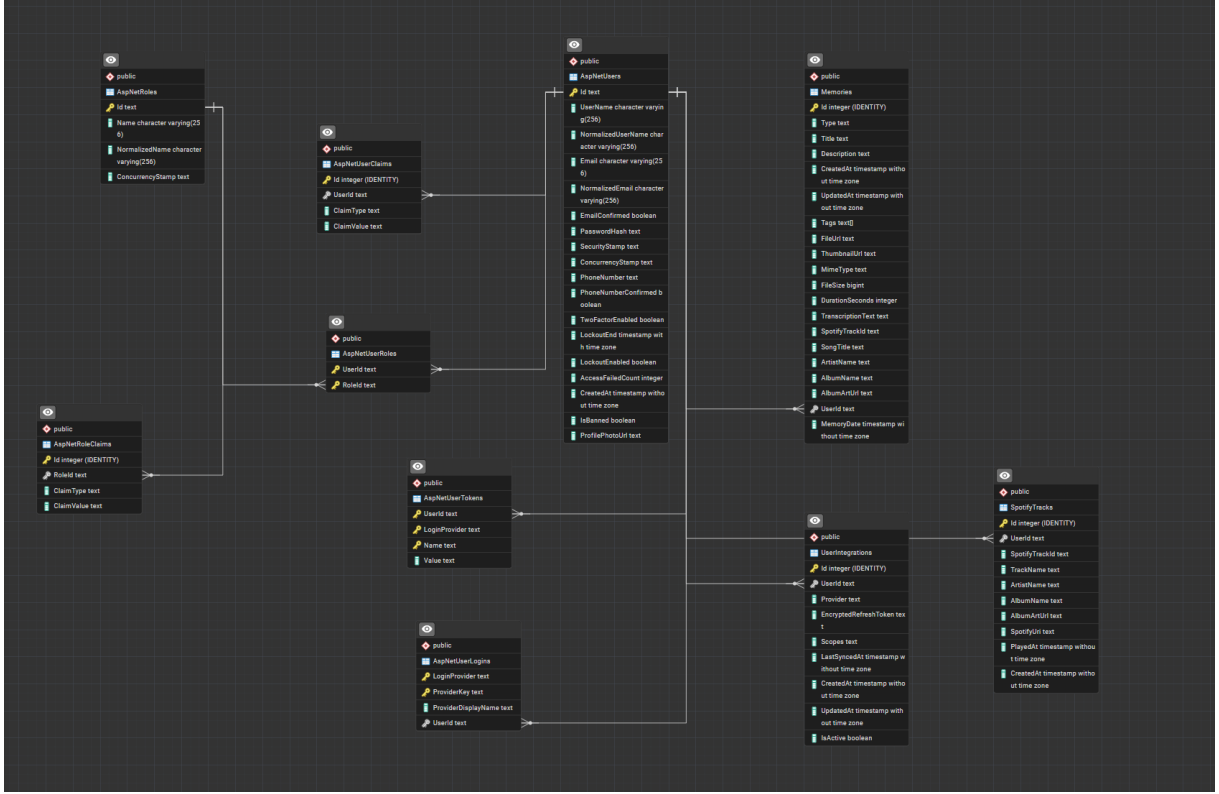 public
AspNetRoles
Id text
Name character varying(25
6)
NormalizedName character
varying(256)
ConcurrencyStamp text
public
AspNetUserClaims
Id integer (IDENTITY)
UserId text
ClaimType text
ClaimValue text
public
AspNetUserRoles
UserId text
RoleId text
public
AspNetRoleClaims
Id integer (IDENTITY)
RoleId text
ClaimType text
ClaimValue text
public
AspNetUsers
Id text
UserName character varyin
g(256)
NormalizedUserName char
acter varying(256)
Email character varying(25
6)
NormalizedEmail character
varying(256)
EmailConfirmed boolean
PasswordHash text
SecurityStamp text
ConcurrencyStamp text
PhoneNumber text
PhoneNumberConfirmed b
oolean
TwoFactorEnabled boolean
LockoutEnd timestamp wit
h time zone
LockoutEnabled boolean
AccessFailedCount integer
CreatedAt timestamp witho
ut time zone
IsBanned boolean
ProfilePhotoUrl text
public
AspNetUserTokens
UserId text
LoginProvider text
Name text
Value text
public
AspNetUserLogins
LoginProvider text
ProviderKey text
ProviderDisplayName text
UserId text
public
Memories
Id integer (IDENTITY)
Type text
Title text
Description text
CreatedAt timestamp witho
ut time zone
UpdatedAt timestamp with
out time zone
Tags text[]
FileUrl text
ThumbnailUrl text
MimeType text
FileSize bigint
DurationSeconds integer
TranscriptionText text
SpotifyTrackId text
SongTitle text
ArtistName text
AlbumName text
AlbumArtUrl text
UserId text
MemoryDate timestamp wi
thout time zone
public
UserIntegrations
Id integer (IDENTITY)
UserId text
Provider text
EncryptedRefreshToken tex
t
Scopes text
LastSyncedAt timestamp w
ithout time zone
CreatedAt timestamp witho
ut time zone
UpdatedAt timestamp with
out time zone
IsActive boolean
public
SpotifyTracks
Id integer (IDENTITY)
UserId text
SpotifyTrackId text
TrackName text
ArtistName text
AlbumName text
AlbumArtUrl text
SpotifyUri text
PlayedAt timestamp withou
t time zone
CreatedAt timestamp witho
ut time zone